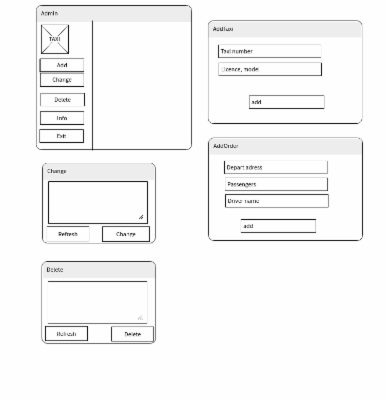 Admin
TAXI
Add
Change
Delete
Info
Exit
AddTaxi
Taxi number
Licence, model
add
AddOrder
Depart adress
Passengers
Driver name
add
Change
Refresh
Change
Delete
Refresh
Delete